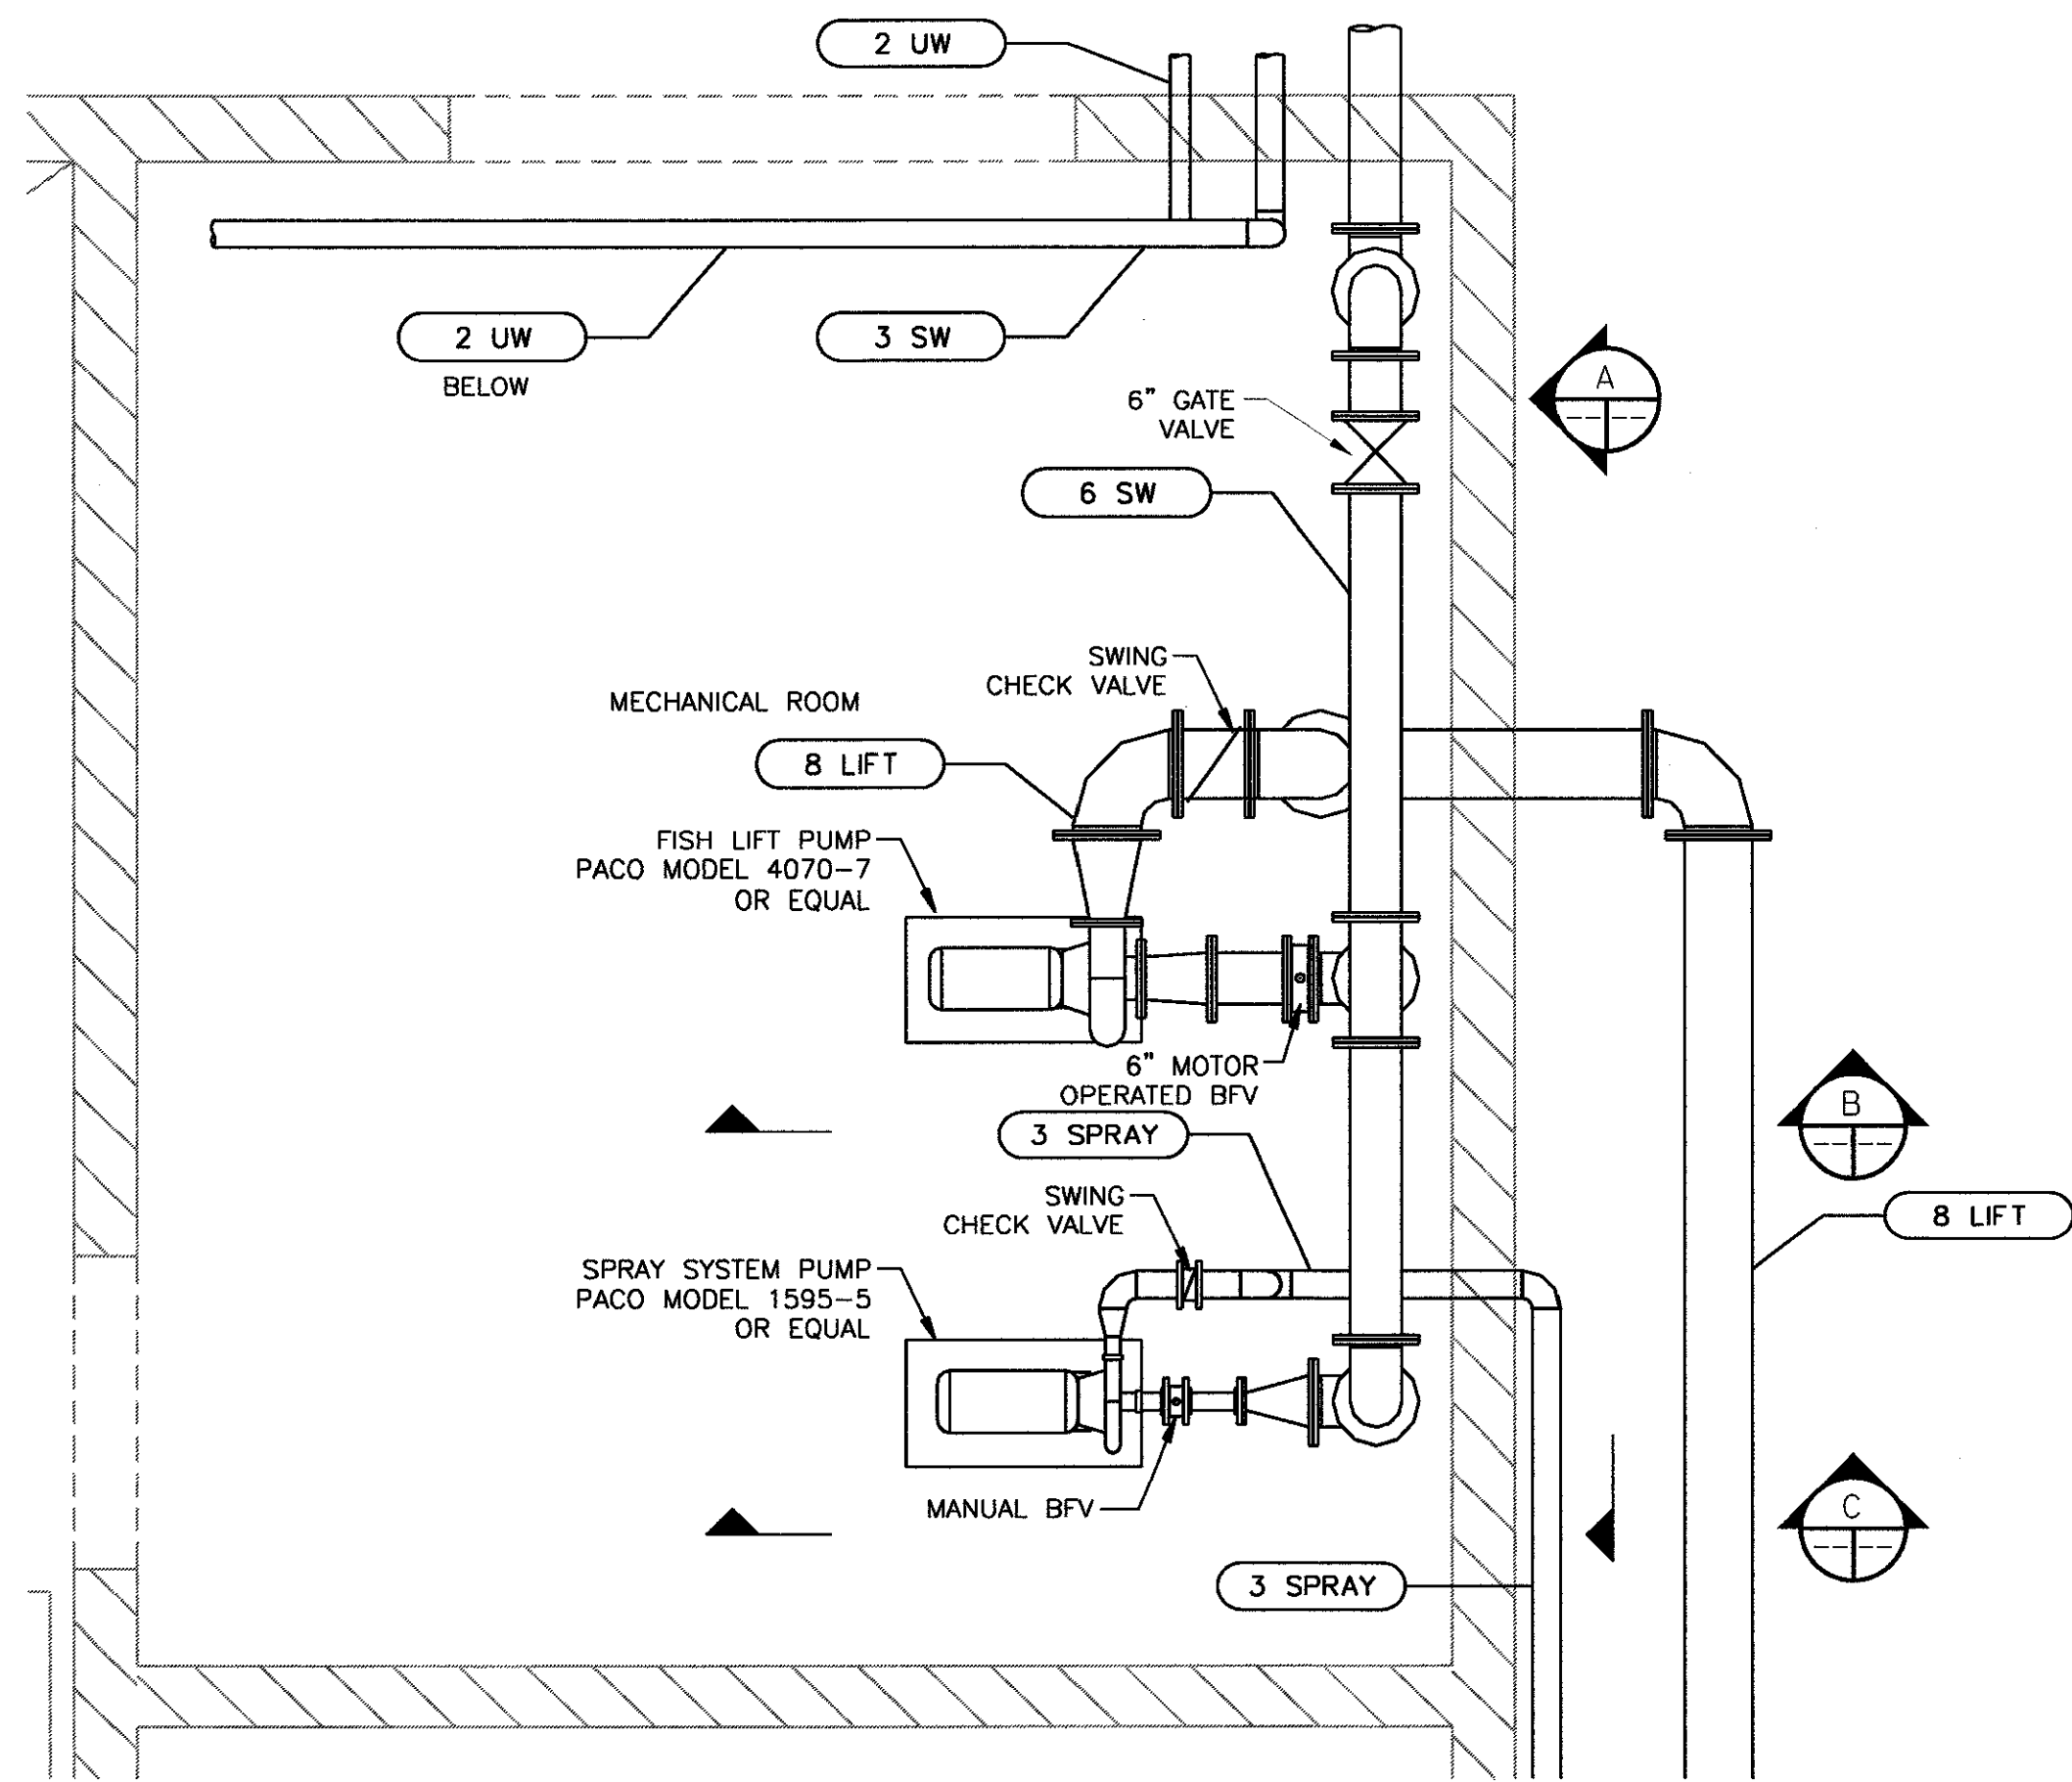 2 UW
2 UW
BELOW
3 SW
A
6" GATE
VALVE
6 SW
SWING
CHECK VALVE
MECHANICAL ROOM
8 LIFT
FISH LIFT PUMP
PACO MODEL 4070-7
OR EQUAL
6" MOTOR
OPERATED BFV
B
3 SPRAY
SWING
CHECK VALVE
8 LIFT
SPRAY SYSTEM PUMP
PACO MODEL 1595-5
OR EQUAL
MANUAL BFV
C
3 SPRAY